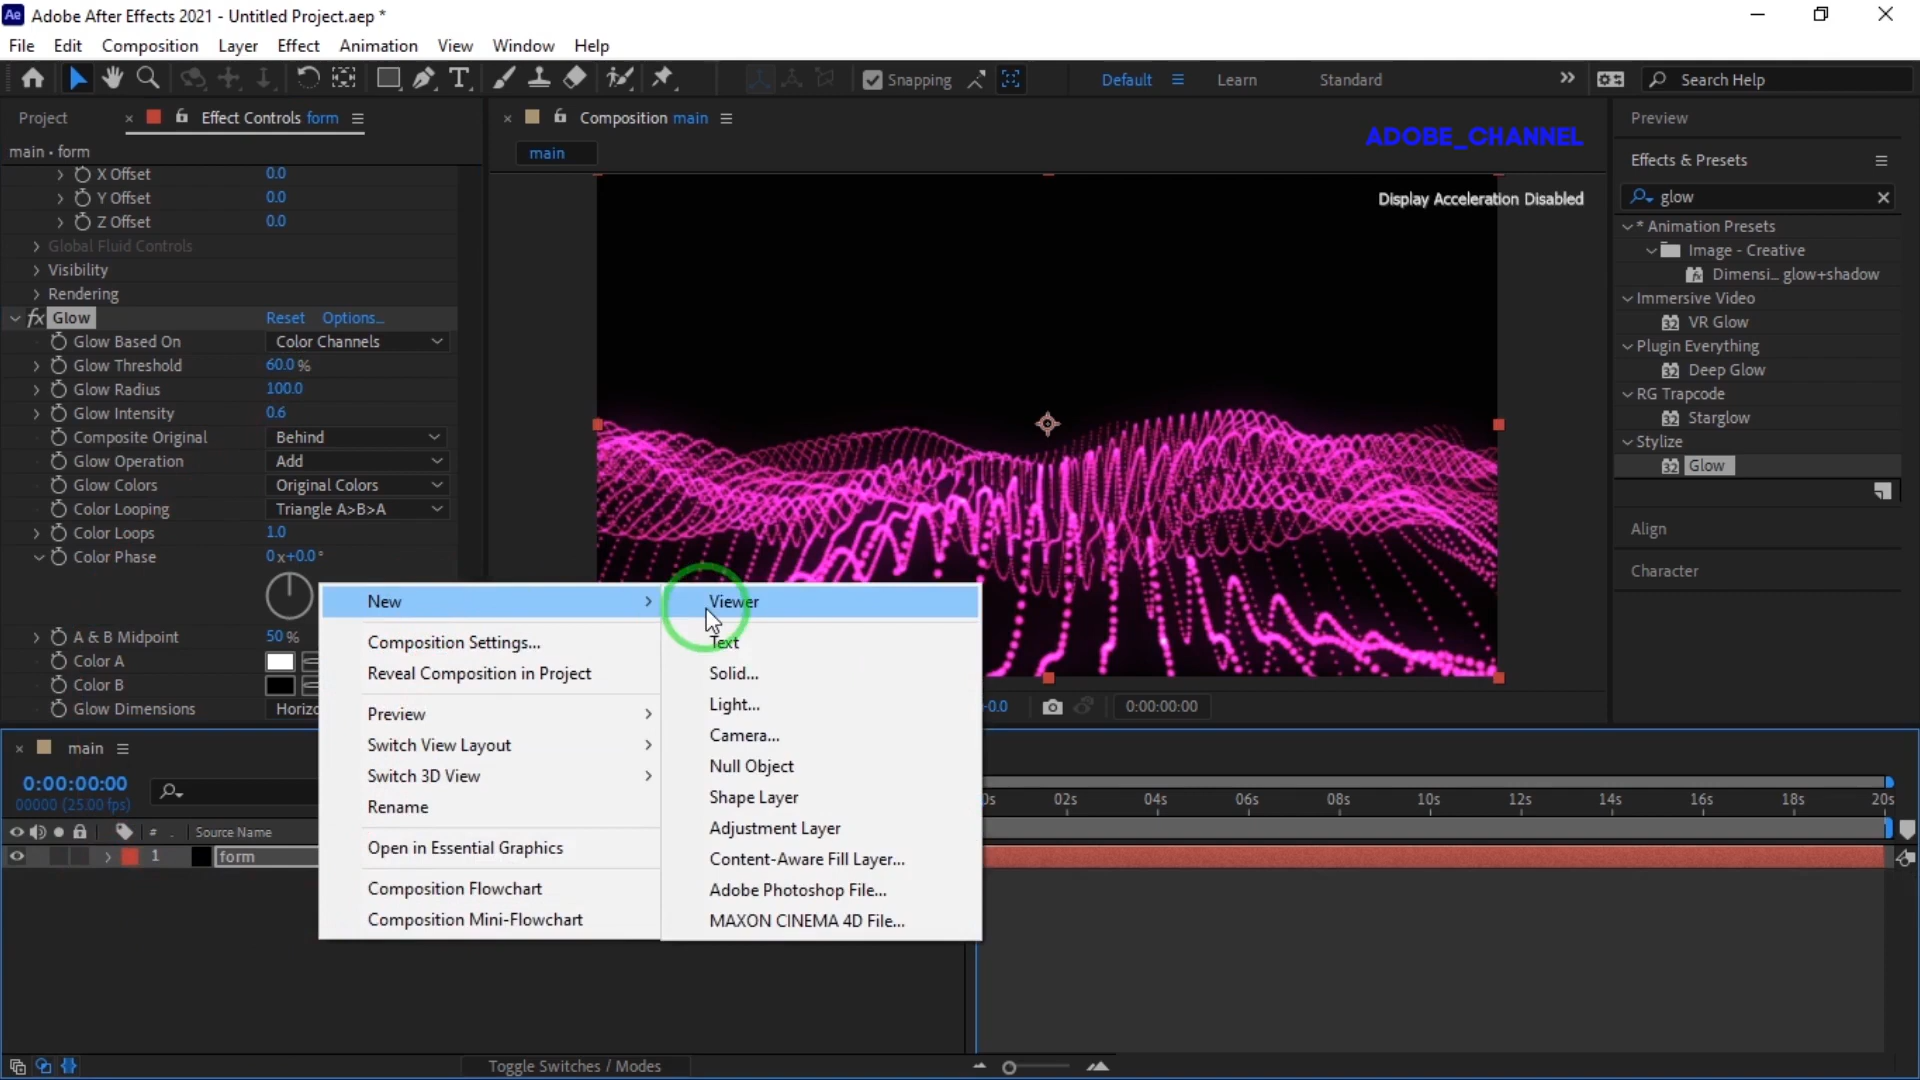 Ae Adobe After Effects 2021 - Untitled Project.aep *
File Edit Composition Layer Effect Animation View Window Help
Snapping Default Learn Standard Search Help
Project Effect Controls form
main • form
X Offset 0.0
Y Offset 0.0
Z Offset 0.0
Global Fluid Controls
Visibility
Rendering
fx Glow Reset Options...
Glow Based On Color Channels
Glow Threshold 60.0 %
Glow Radius 100.0
Glow Intensity 0.6
Composite Original Behind
Glow Operation Add
Glow Colors Original Colors
Color Looping Triangle A>B>A
Color Loops 1.0
Color Phase 0x+0.0°
A & B Midpoint 50 %
Color A
Color B
Glow Dimensions Horizo
Composition main
main
ADOBE_CHANNEL
Display Acceleration Disabled
-0.0 0:00:00:00
Preview
Effects & Presets
glow
* Animation Presets
Image - Creative
Dimensi... glow+shadow
Immersive Video
32 VR Glow
Plugin Everything
32 Deep Glow
RG Trapcode
32 Starglow
Stylize
32 Glow
Align
Character
New
Composition Settings...
Reveal Composition in Project
Preview
Switch View Layout
Switch 3D View
Rename
Open in Essential Graphics
Composition Flowchart
Composition Mini-Flowchart
Viewer
Text
Solid...
Light...
Camera...
Null Object
Shape Layer
Adjustment Layer
Content-Aware Fill Layer...
Adobe Photoshop File...
MAXON CINEMA 4D File...
main
0:00:00:00
00000 (25.00 fps)
# . Source Name
1 form
0s 02s 04s 06s 08s 10s 12s 14s 16s 18s 20s
Toggle Switches / Modes